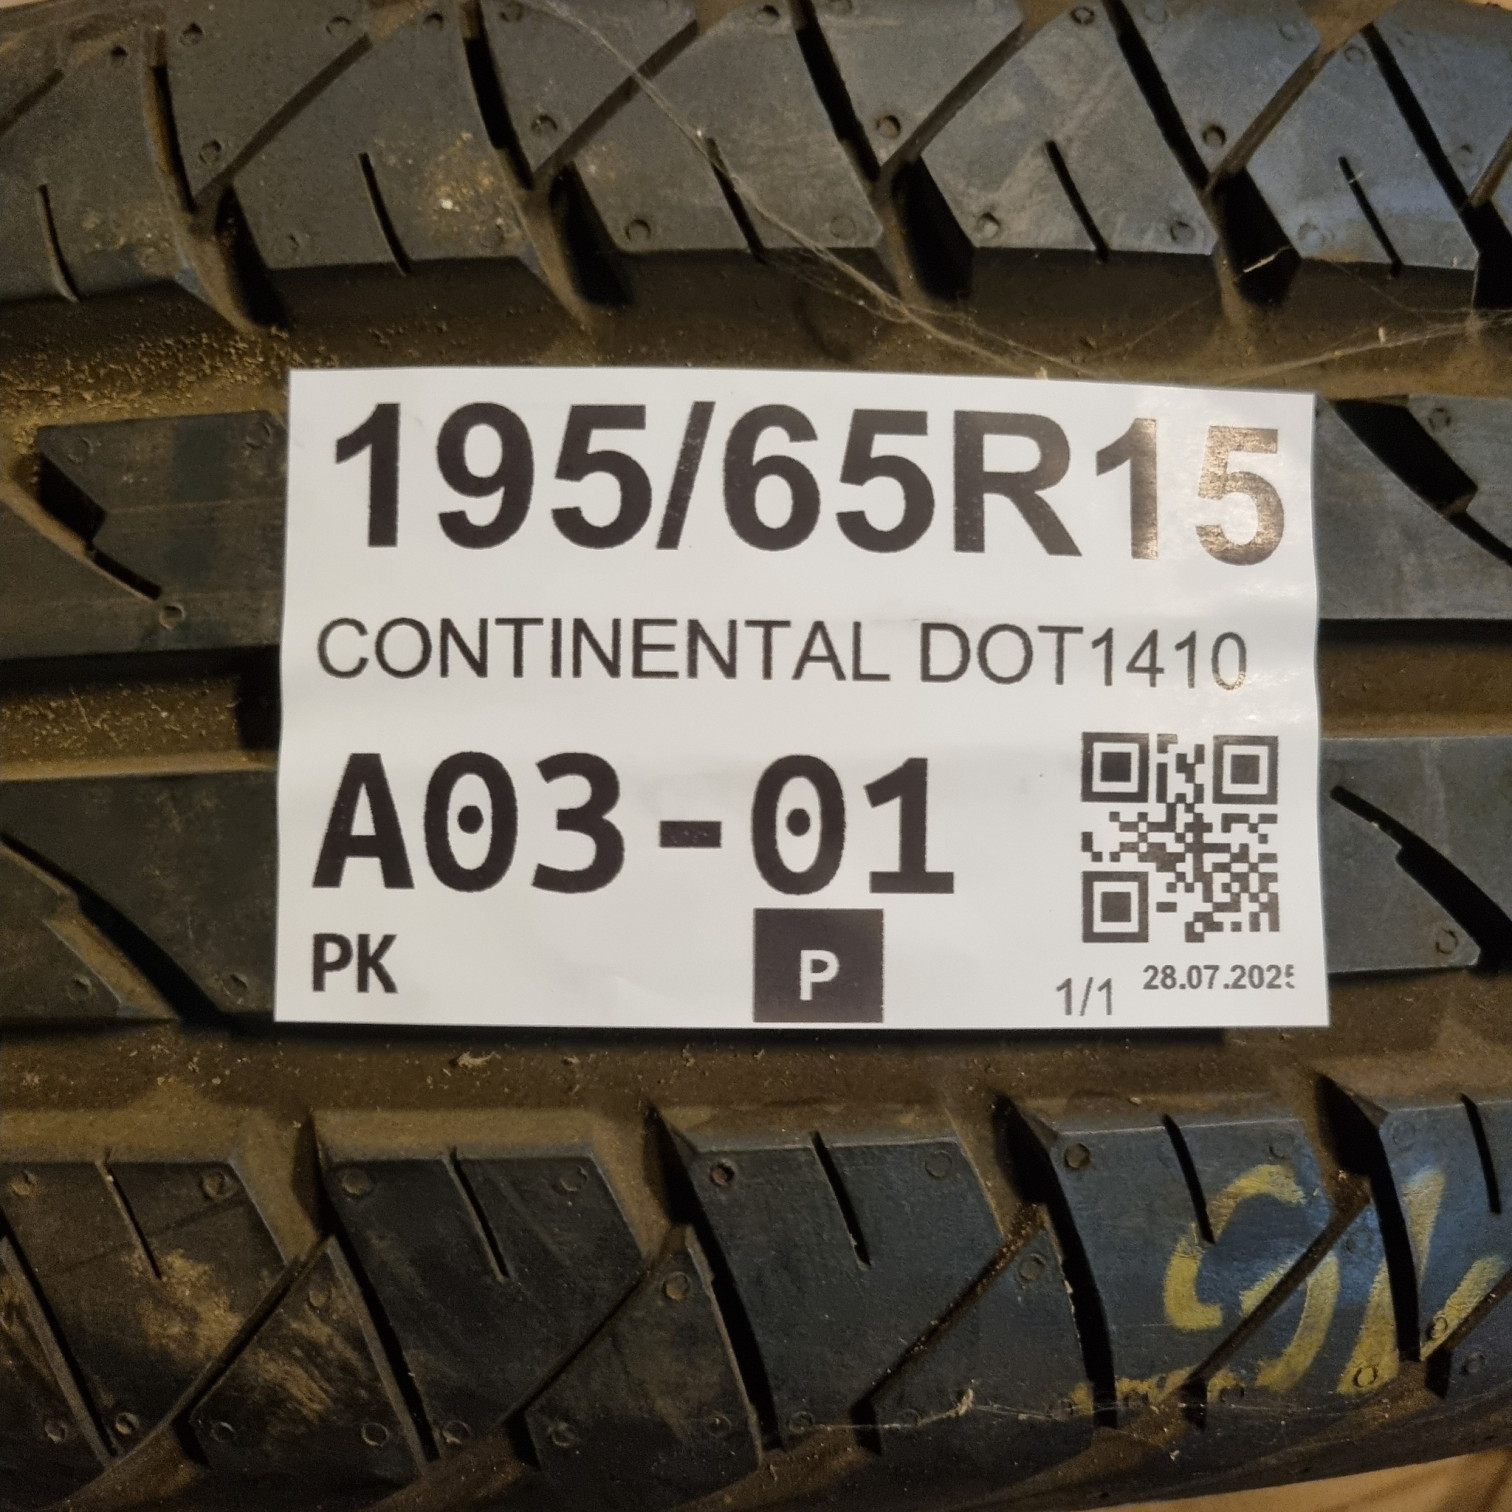 195/65R15
CONTINENTAL DOT1410
A03-01
PK
P
1/1
28.07.2025